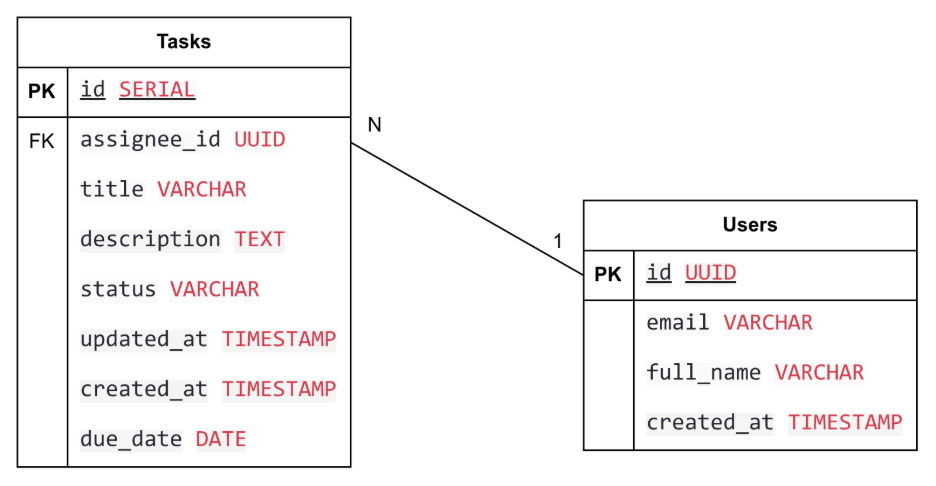 Tasks
PK id SERIAL
FK assignee_id UUID
title VARCHAR
description TEXT
status VARCHAR
updated_at TIMESTAMP
created_at TIMESTAMP
due_date DATE
N
1
Users
PK id UUID
email VARCHAR
full_name VARCHAR
created_at TIMESTAMP